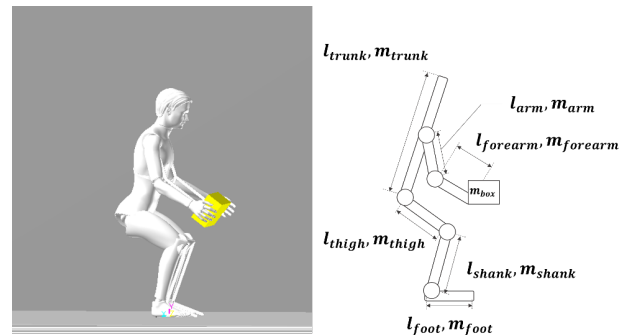 l_trunk, m_trunk
l_arm, m_arm
l_forearm, m_forearm
m_box
l_thigh, m_thigh
l_shank, m_shank
l_foot, m_foot